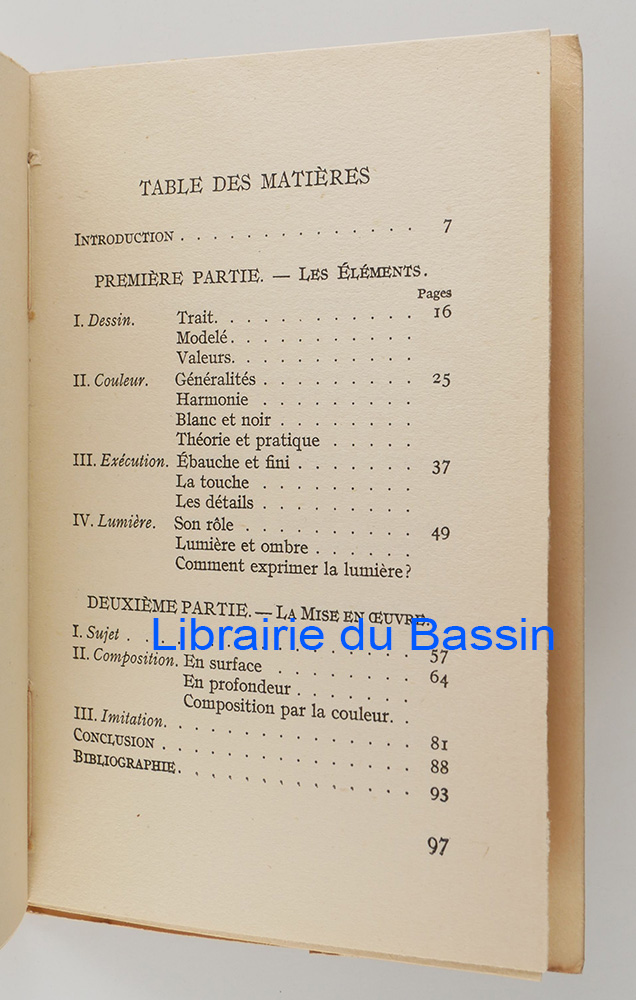 TABLE DES MATIÈRES
INTRODUCTION . . . . . . . . . . . . . 7
PREMIÈRE PARTIE. — LES ÉLÉMENTS.
Pages
I. Dessin. Trait. . . . . . . . . . 16
Modelé. . . . . . . . . .
Valeurs. . . . . . . . . .
II. Couleur. Généralités . . . . . . . . 25
Harmonie . . . . . . . . .
Blanc et noir . . . . . . .
Théorie et pratique . . . . .
III. Exécution. Ébauche et fini . . . . . . . 37
La touche . . . . . . . . .
Les détails . . . . . . . .
IV. Lumière. Son rôle . . . . . . . . . 49
Lumière et ombre . . . . .
Comment exprimer la lumière?
DEUXIÈME PARTIE. — LA MISE EN ŒUVRE.
Librairie du Bassin
I. Sujet . . . . . . . . . . . . . . 57
II. Composition. En surface . . . . . . . . 64
En profondeur . . . . . . .
Composition par la couleur. .
III. Imitation. . . . . . . . . . . . . 81
CONCLUSION . . . . . . . . . . . . . 88
BIBLIOGRAPHIE. . . . . . . . . . . . . 93
97